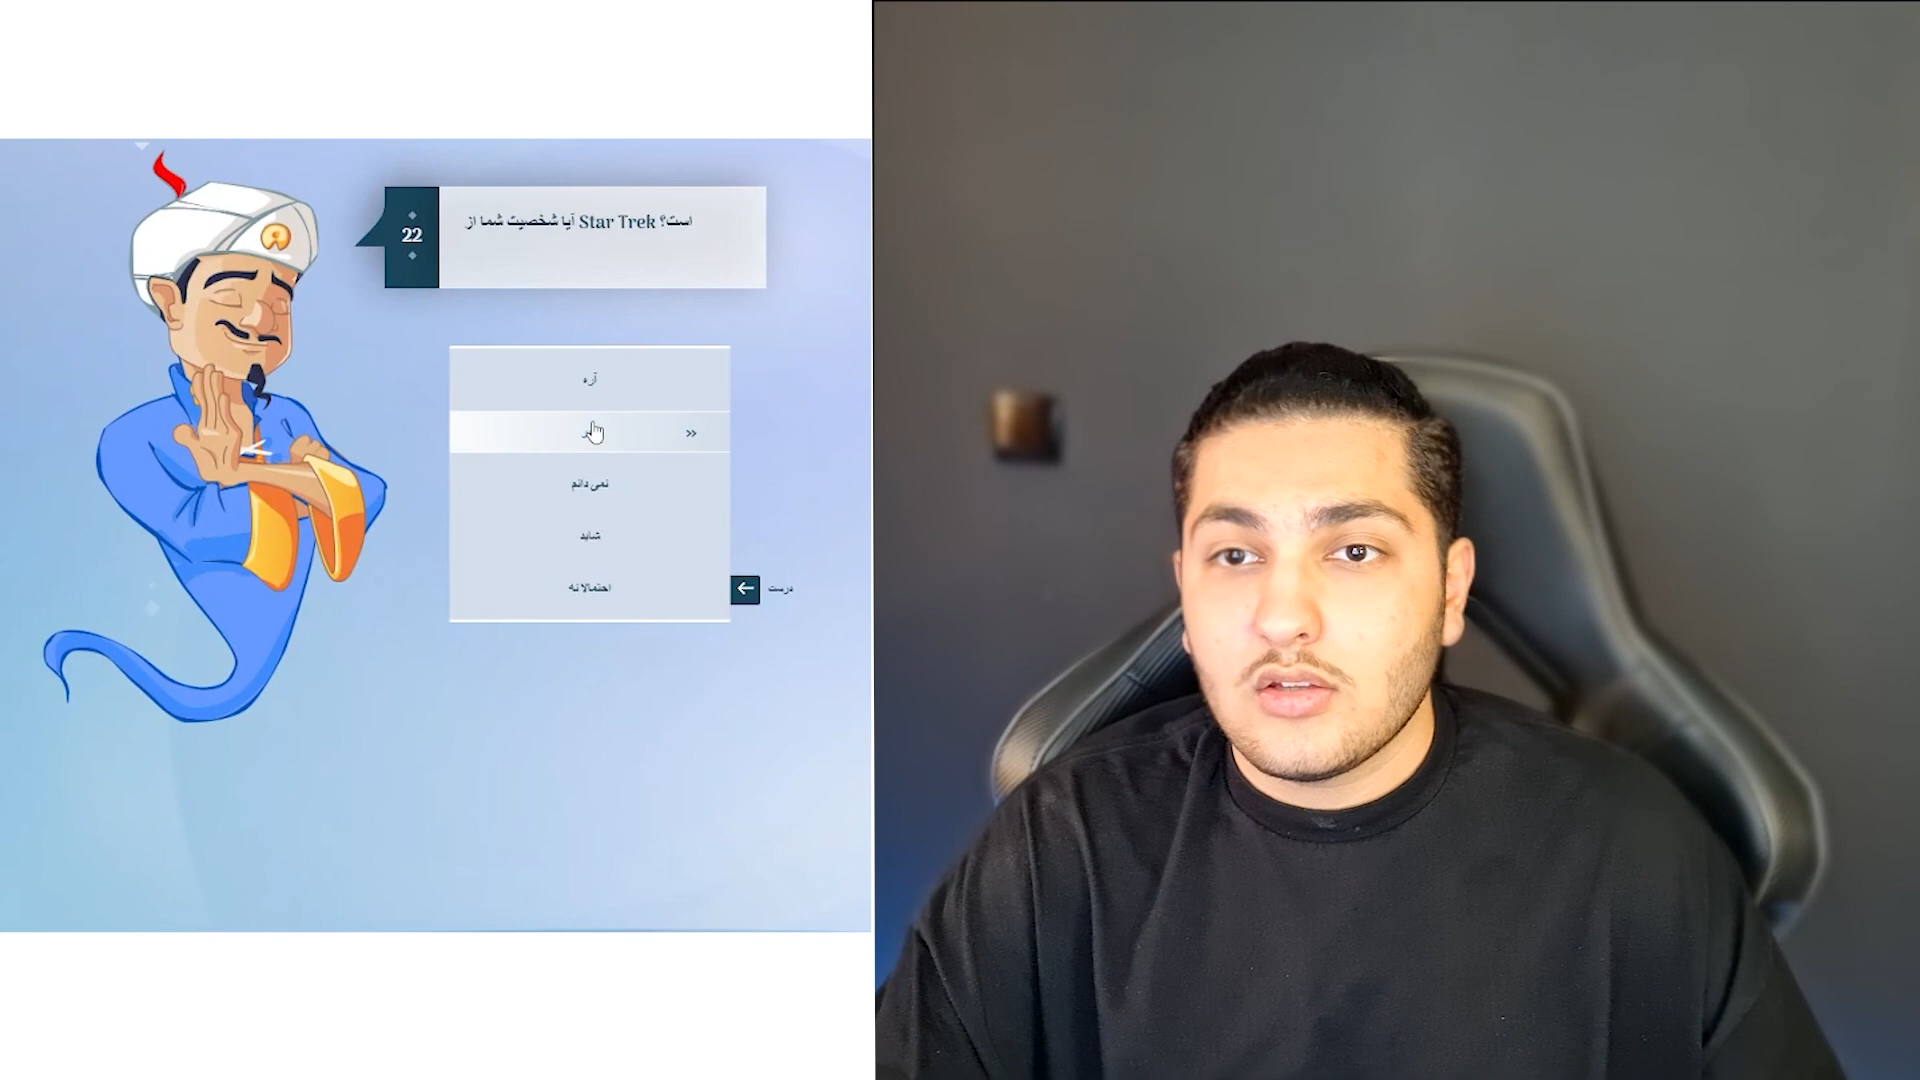 22
آیا شخصیت شما از Star Trek است؟
آره
نمی‌دانم
شاید
احتمالا نه
درست